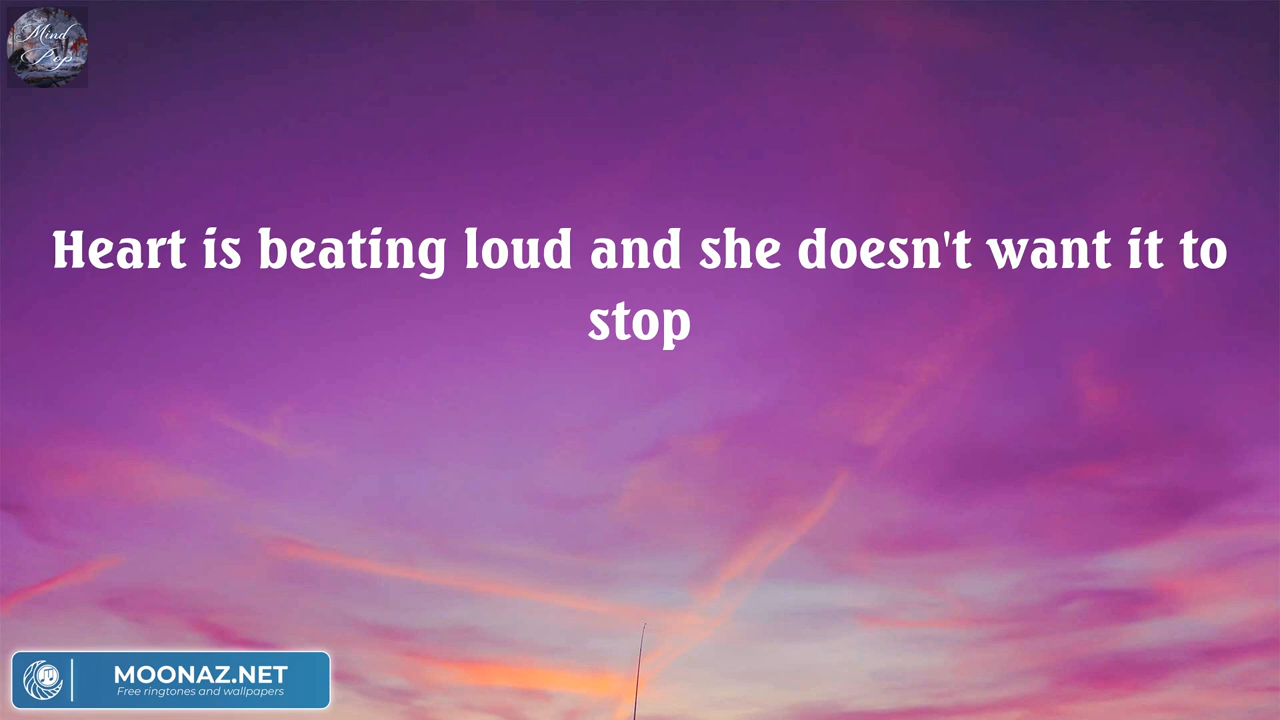 Mind
Pop
Heart is beating loud and she doesn't want it to
stop
MOONAZ.NET
Free ringtones and wallpapers